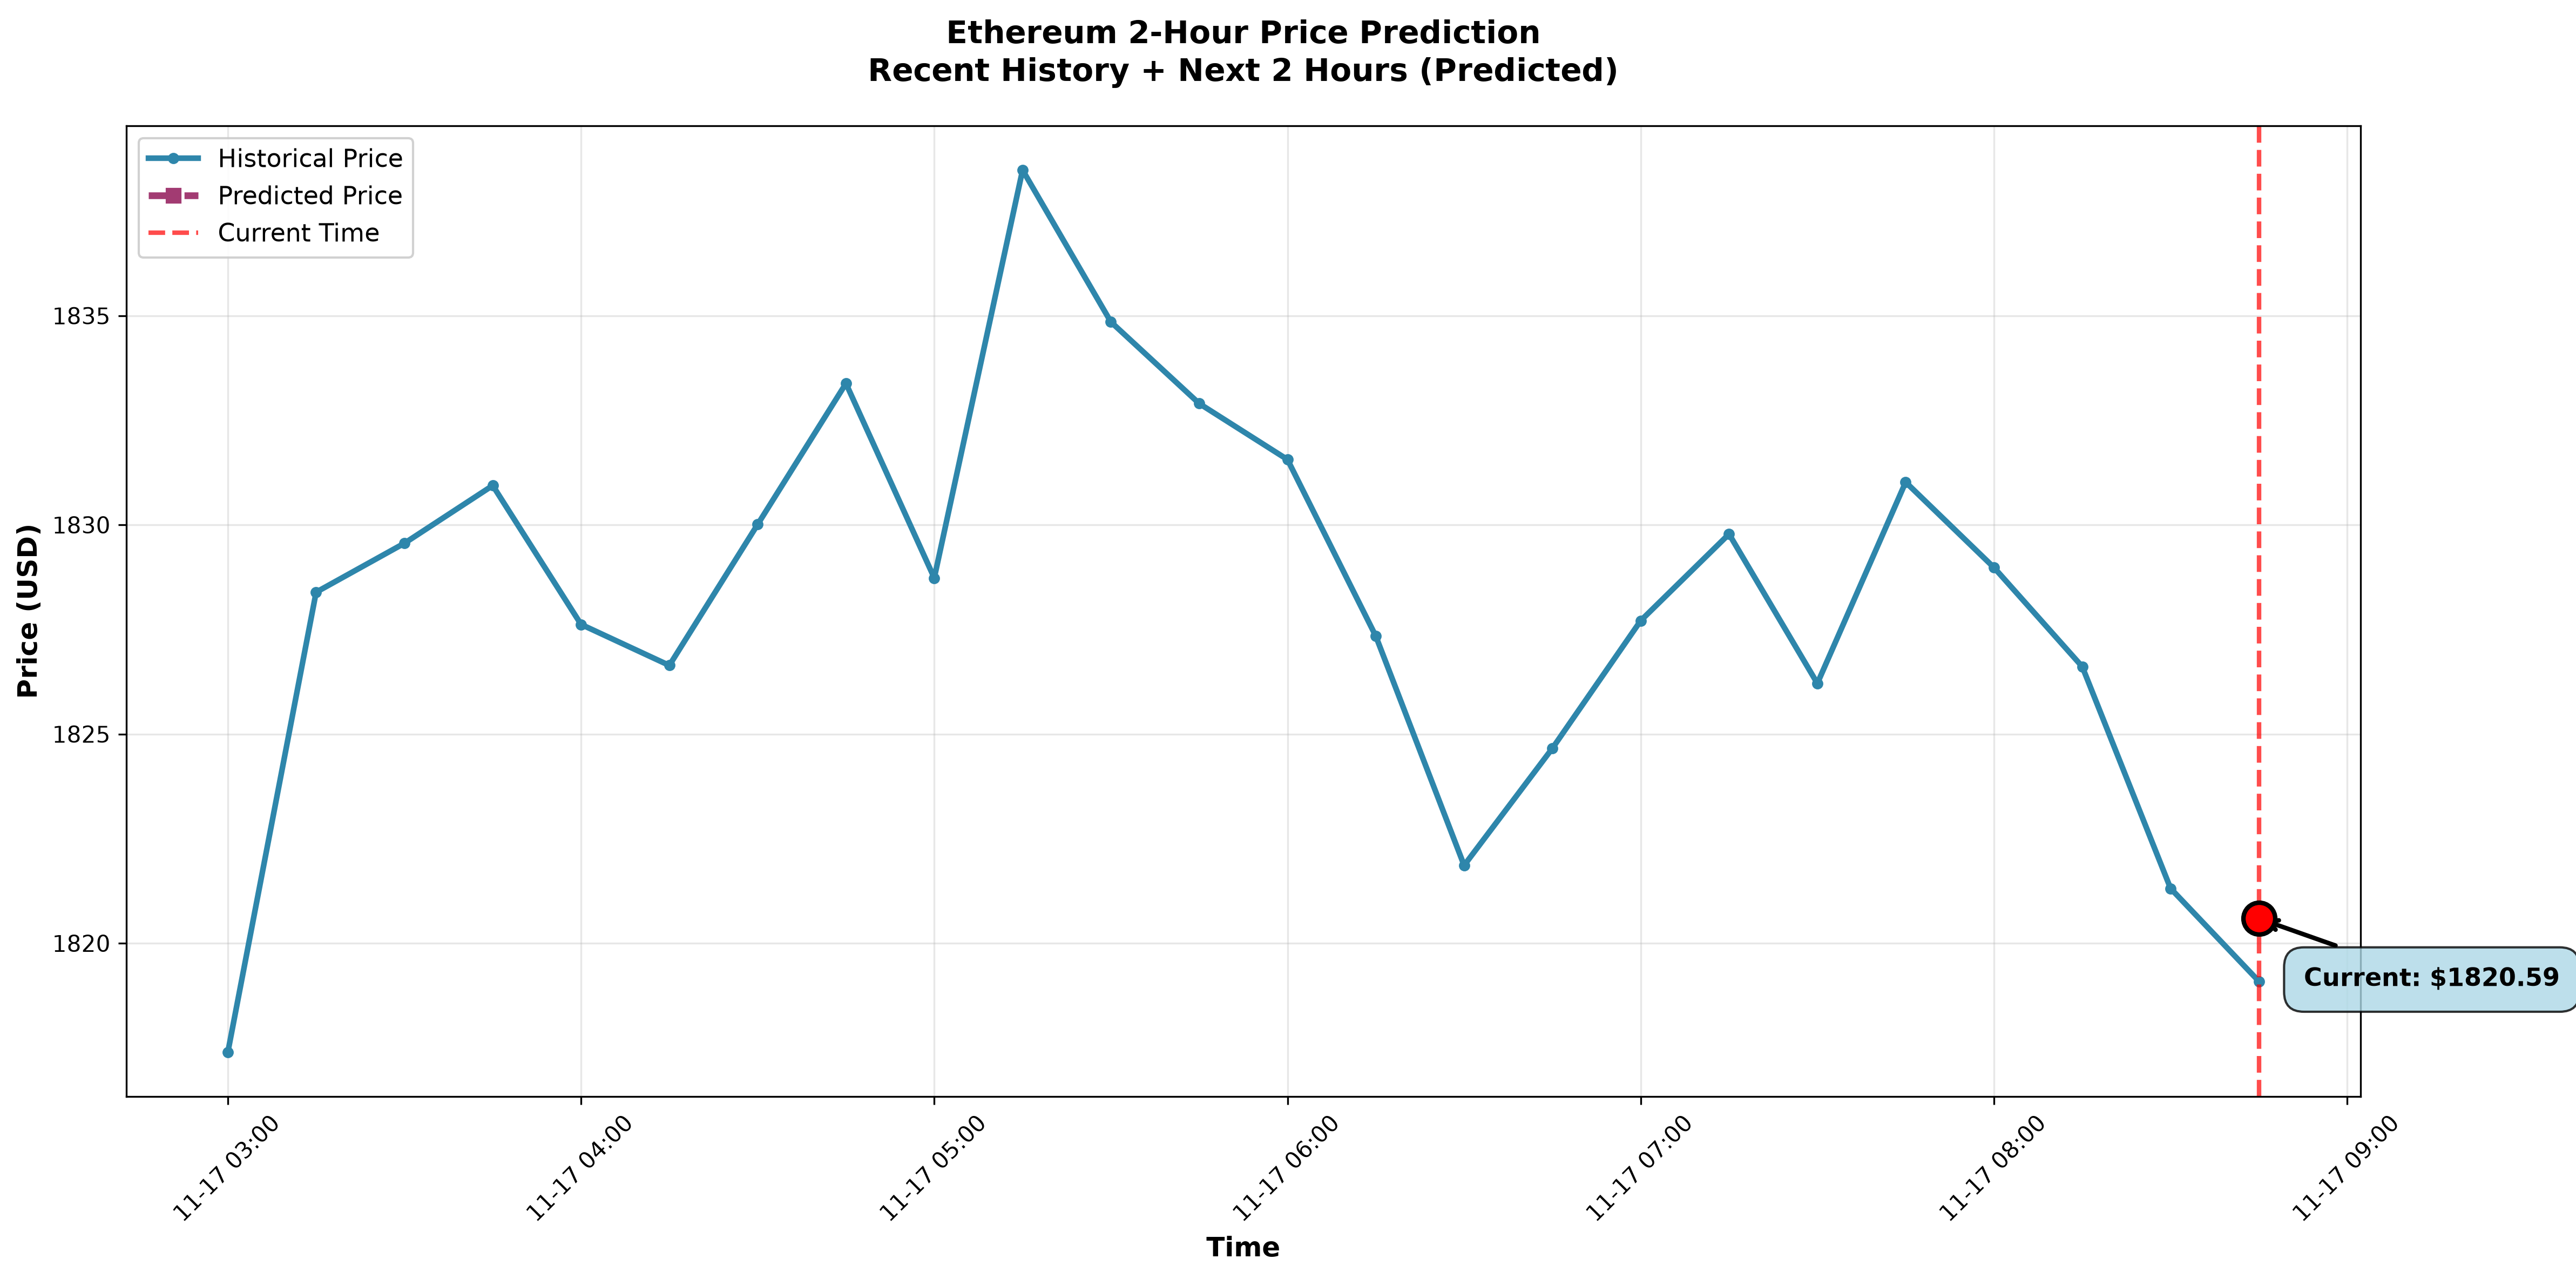 Ethereum 2-Hour Price Prediction
Recent History + Next 2 Hours (Predicted)
Historical Price
Predicted Price
Current Time
Price (USD)
1835
1830
1825
1820
Current: $1820.59
11-17 03:00
11-17 04:00
11-17 05:00
11-17 06:00
11-17 07:00
11-17 08:00
11-17 09:00
Time